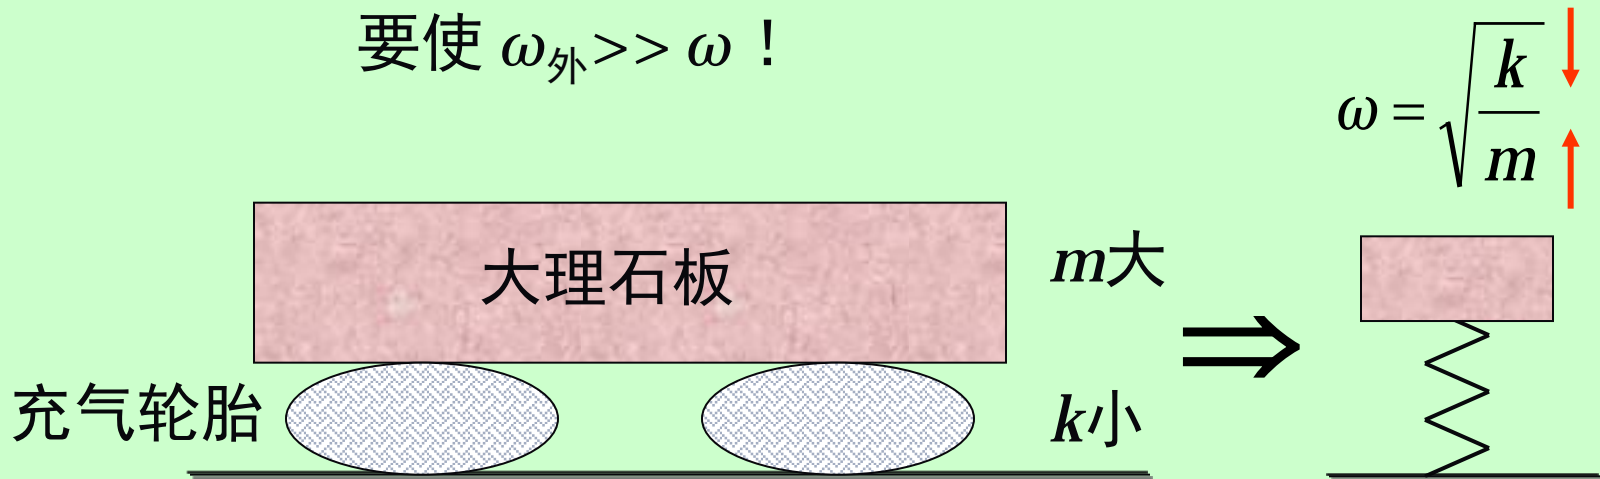 要使 ω外>> ω！
ω = √(k/m)
大理石板
m大
充气轮胎
k小